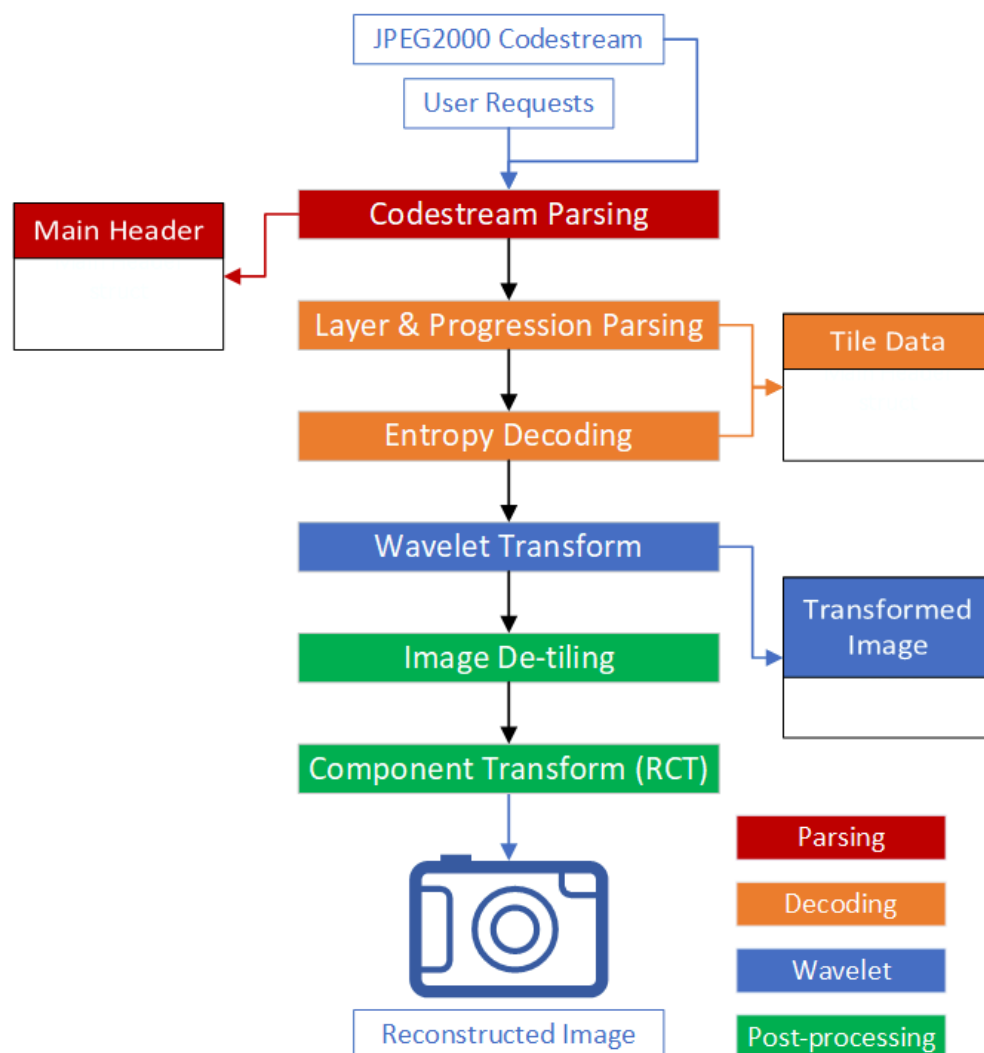 JPEG2000 Codestream
User Requests
Codestream Parsing
Main Header
Layer & Progression Parsing
Tile Data
Entropy Decoding
Wavelet Transform
Transformed
Image
Image De-tiling
Component Transform (RCT)
Parsing
Decoding
Wavelet
Reconstructed Image
Post-processing